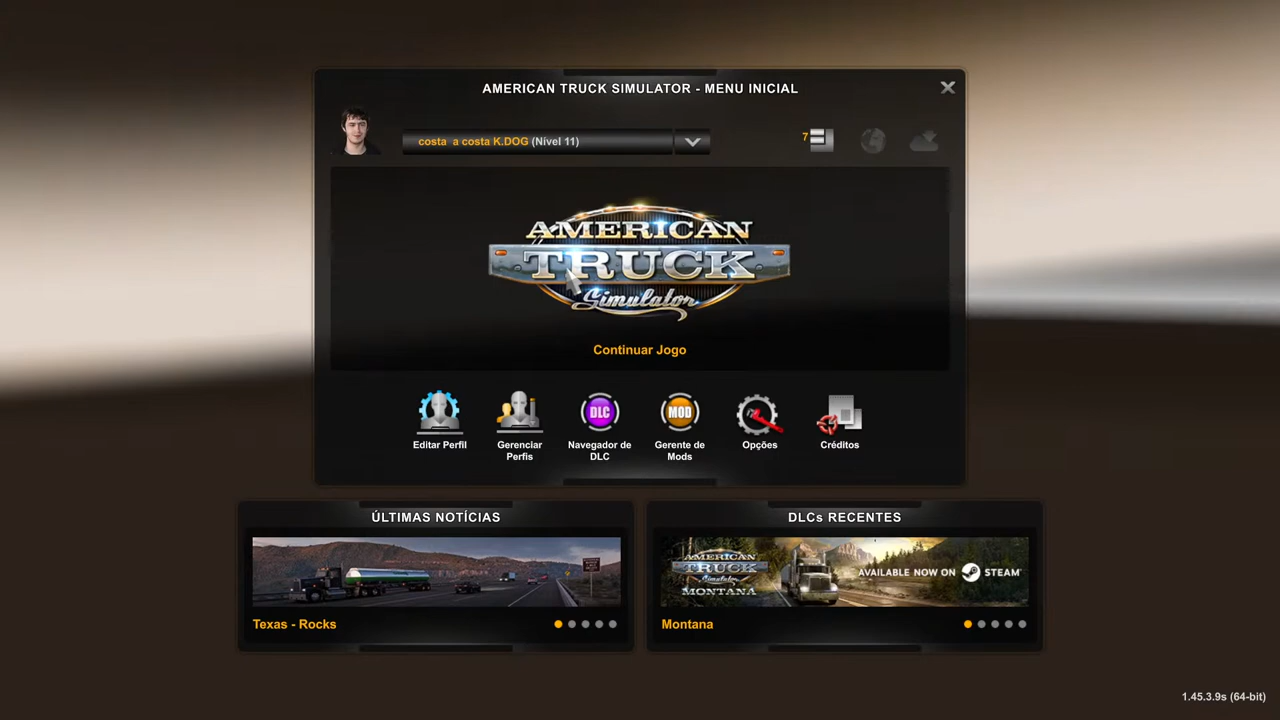 AMERICAN TRUCK SIMULATOR - MENU INICIAL
costa a costa K.DOG (Nível 11)
7
AMERICAN
TRUCK
Simulator
Continuar Jogo
Editar Perfil
Gerenciar
Perfis
DLC
Navegador de
DLC
MOD
Gerente de
Mods
Opções
Créditos
ÚLTIMAS NOTÍCIAS
Texas - Rocks
DLCs RECENTES
AMERICAN
TRUCK
Simulator
MONTANA
AVAILABLE NOW ON STEAM
Montana
1.45.3.9s (64-bit)